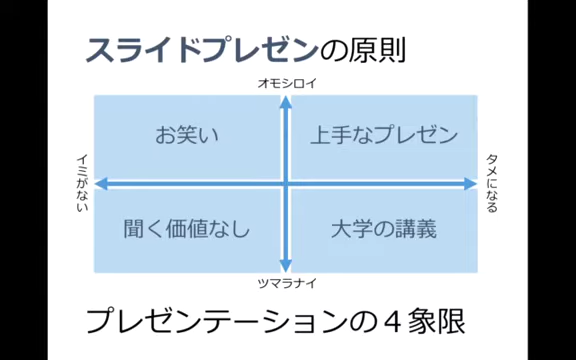 スライドプレゼンの原則
オモシロイ
お笑い
上手なプレゼン
イミがない
タメになる
聞く価値なし
大学の講義
ツマラナイ
プレゼンテーションの4象限